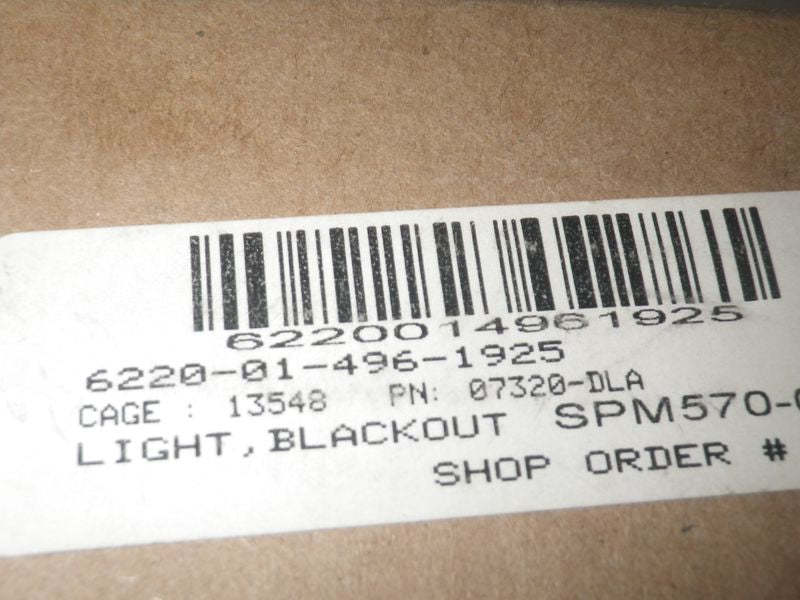 6220014961925
6220-01-496-1925
CAGE : 13548 PN: 07320-DLA
LIGHT,BLACKOUT SPM570-
SHOP ORDER #